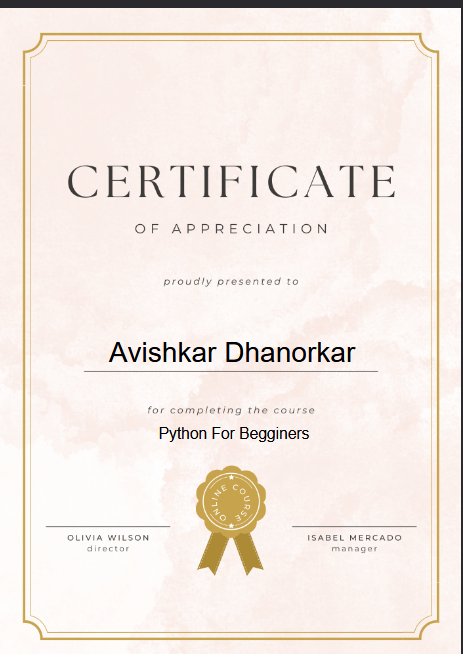 CERTIFICATE
OF APPRECIATION
proudly presented to
Avishkar Dhanorkar
for completing the course
Python For Begginers
ONLINE COURSE
OLIVIA WILSON
director
ISABEL MERCADO
manager